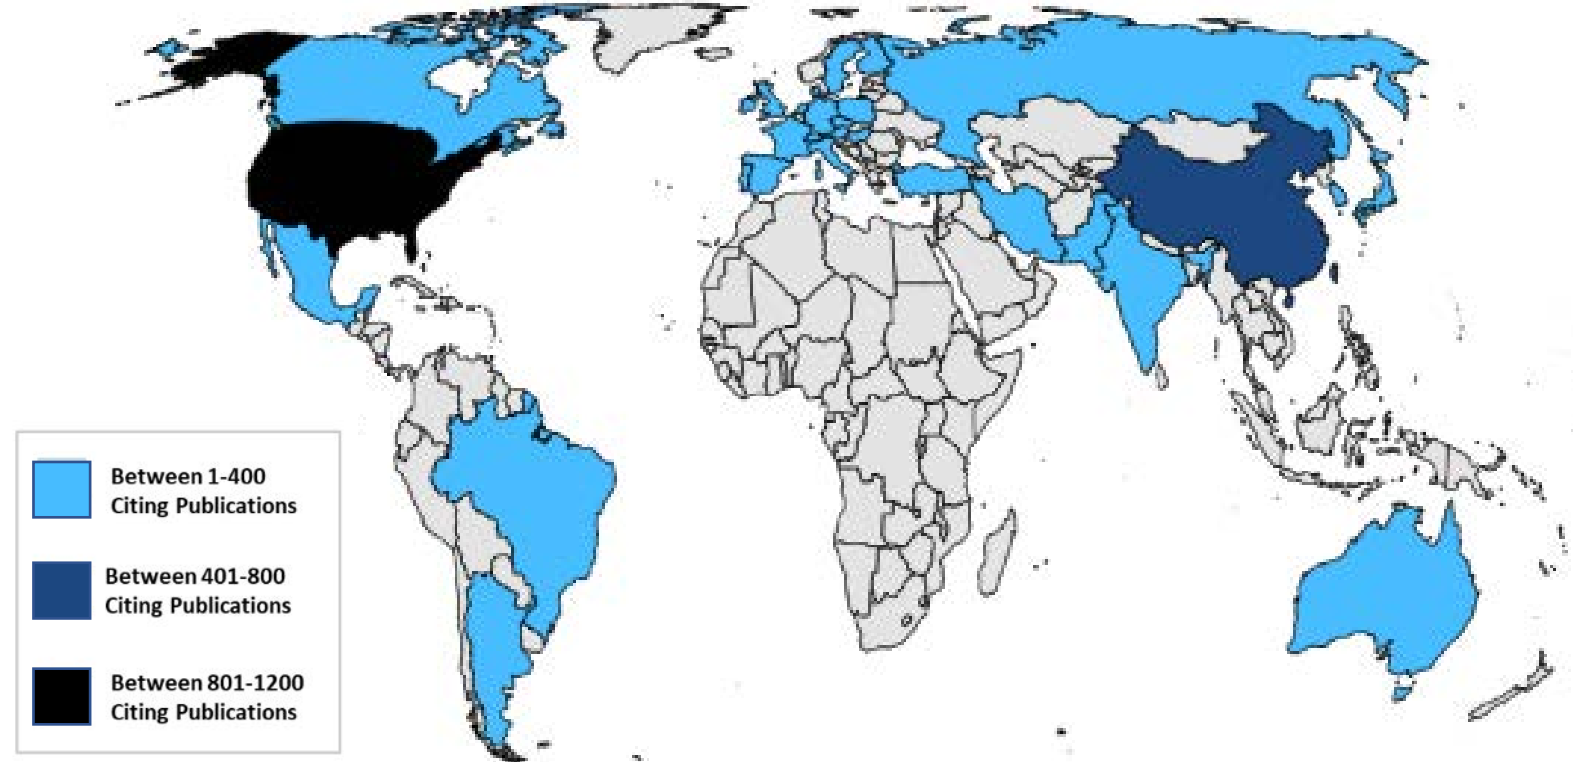 Between 1-400
Citing Publications
Between 401-800
Citing Publications
Between 801-1200
Citing Publications